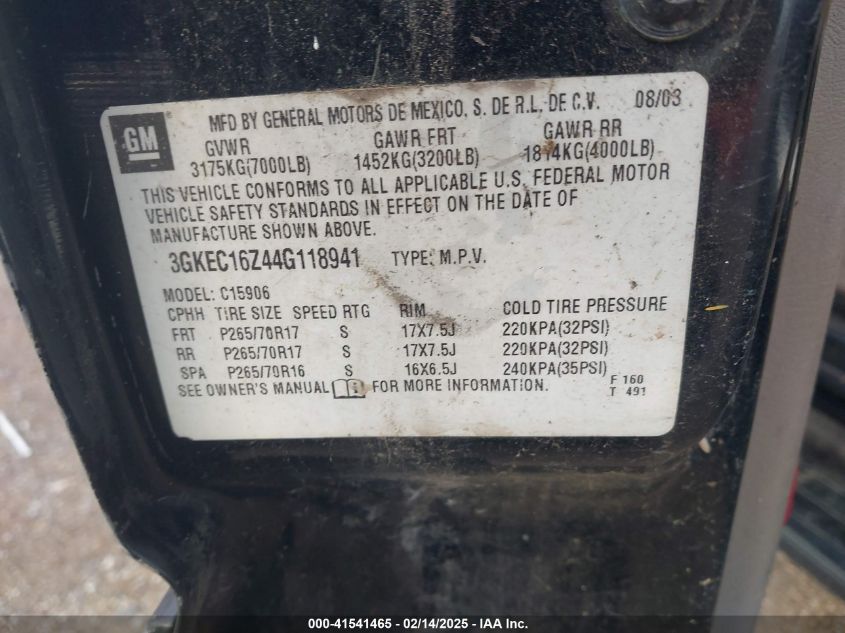 GM
MFD BY GENERAL MOTORS DE MEXICO, S. DE R.L. DE C.V. 08/03
GVWR GAWR FRT GAWR RR
3175KG(7000LB) 1452KG(3200LB) 1814KG(4000LB)
THIS VEHICLE CONFORMS TO ALL APPLICABLE U.S. FEDERAL MOTOR
VEHICLE SAFETY STANDARDS IN EFFECT ON THE DATE OF
MANUFACTURE SHOWN ABOVE.
3GKEC16Z44G118941 TYPE: M.P.V.
MODEL: C15906
CPHH TIRE SIZE SPEED RTG RIM COLD TIRE PRESSURE
FRT P265/70R17 S 17X7.5J 220KPA(32PSI)
RR P265/70R17 S 17X7.5J 220KPA(32PSI)
SPA P265/70R16 S 16X6.5J 240KPA(35PSI)
SEE OWNER'S MANUAL FOR MORE INFORMATION.
F 160
T 491
000-41541465 - 02/14/2025 - IAA Inc.